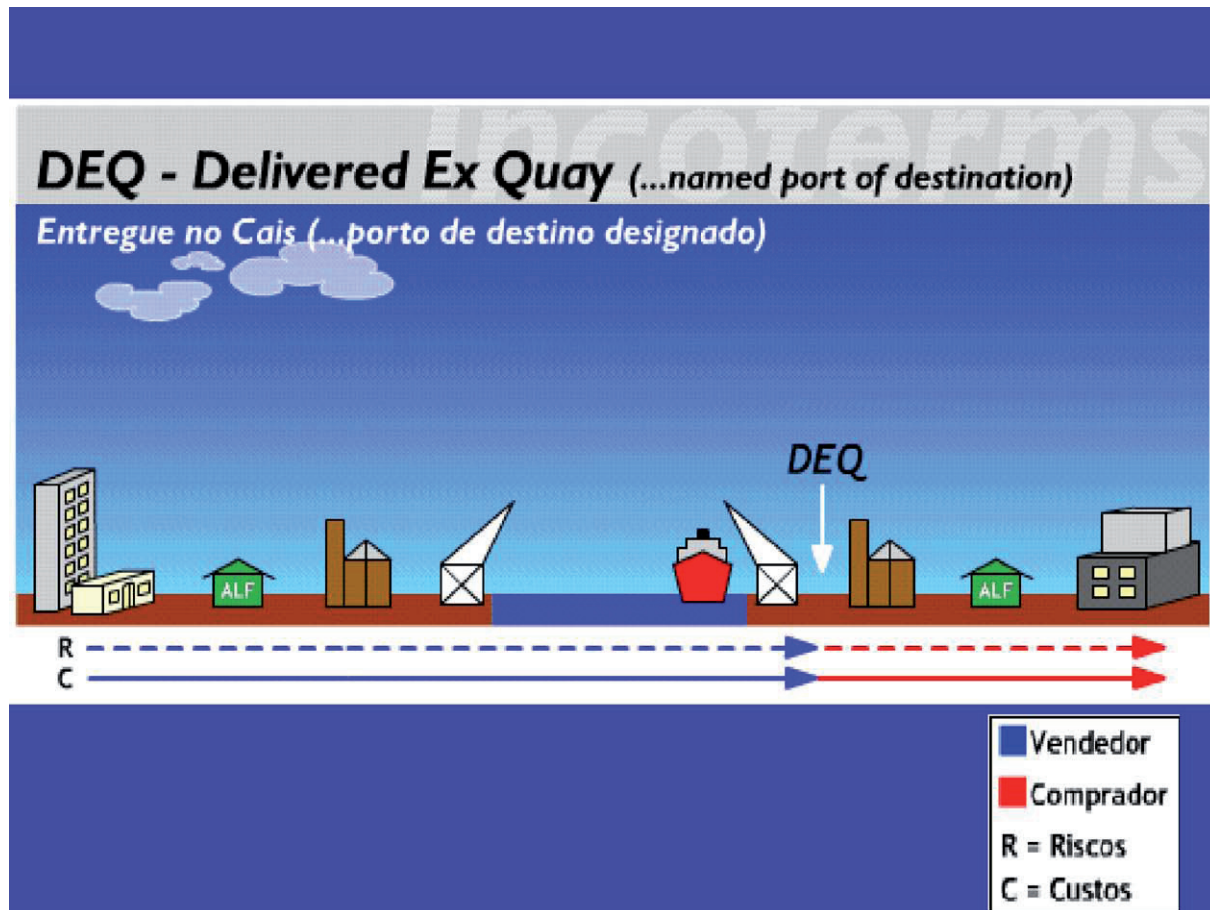 Incoterms
DEQ - Delivered Ex Quay (...named port of destination)
Entregue no Cais (...porto de destino designado)
DEQ
ALF
ALF
R
C
Vendedor
Comprador
R = Riscos
C = Custos